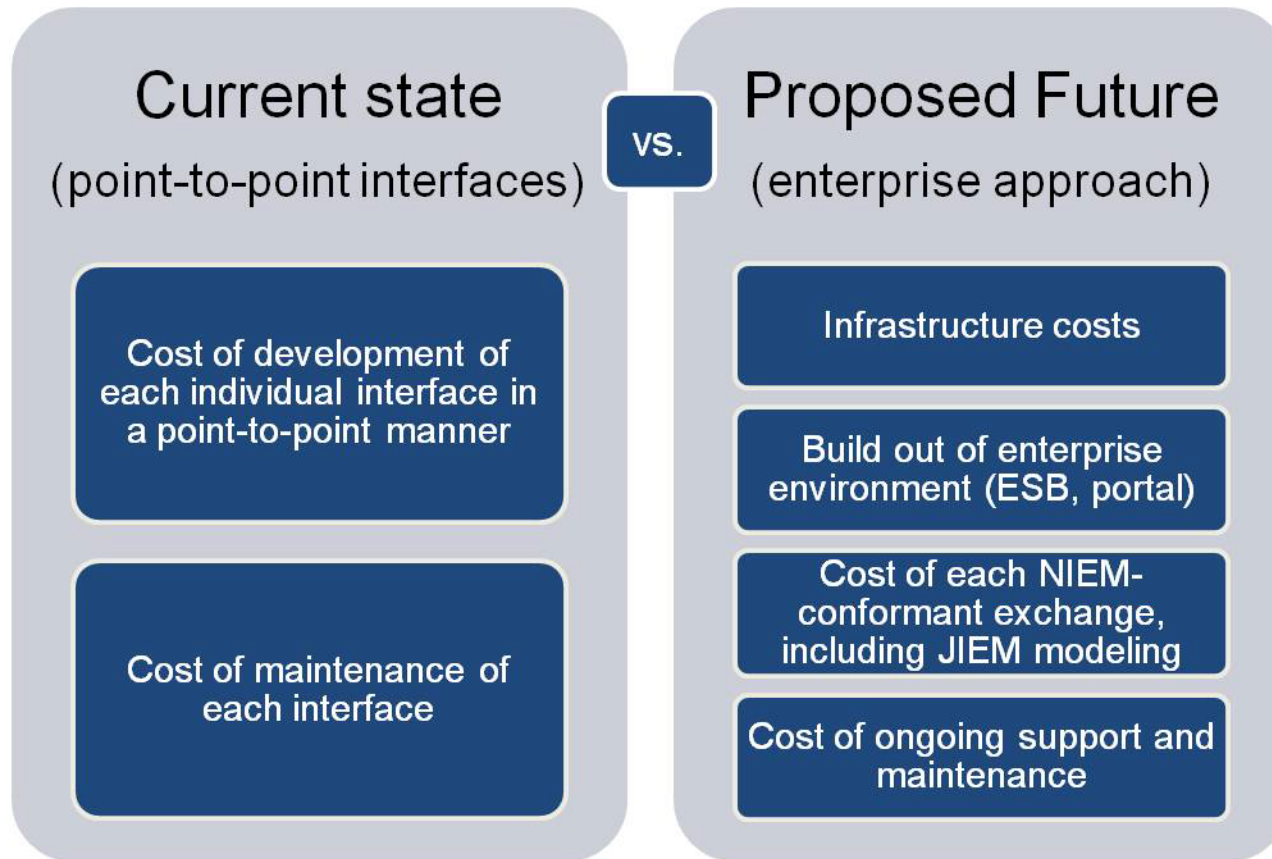 Current state
(point-to-point interfaces)
Cost of development of
each individual interface in
a point-to-point manner
Cost of maintenance of
each interface
vs.
Proposed Future
(enterprise approach)
Infrastructure costs
Build out of enterprise
environment (ESB, portal)
Cost of each NIEM-
conformant exchange,
including JIEM modeling
Cost of ongoing support and
maintenance